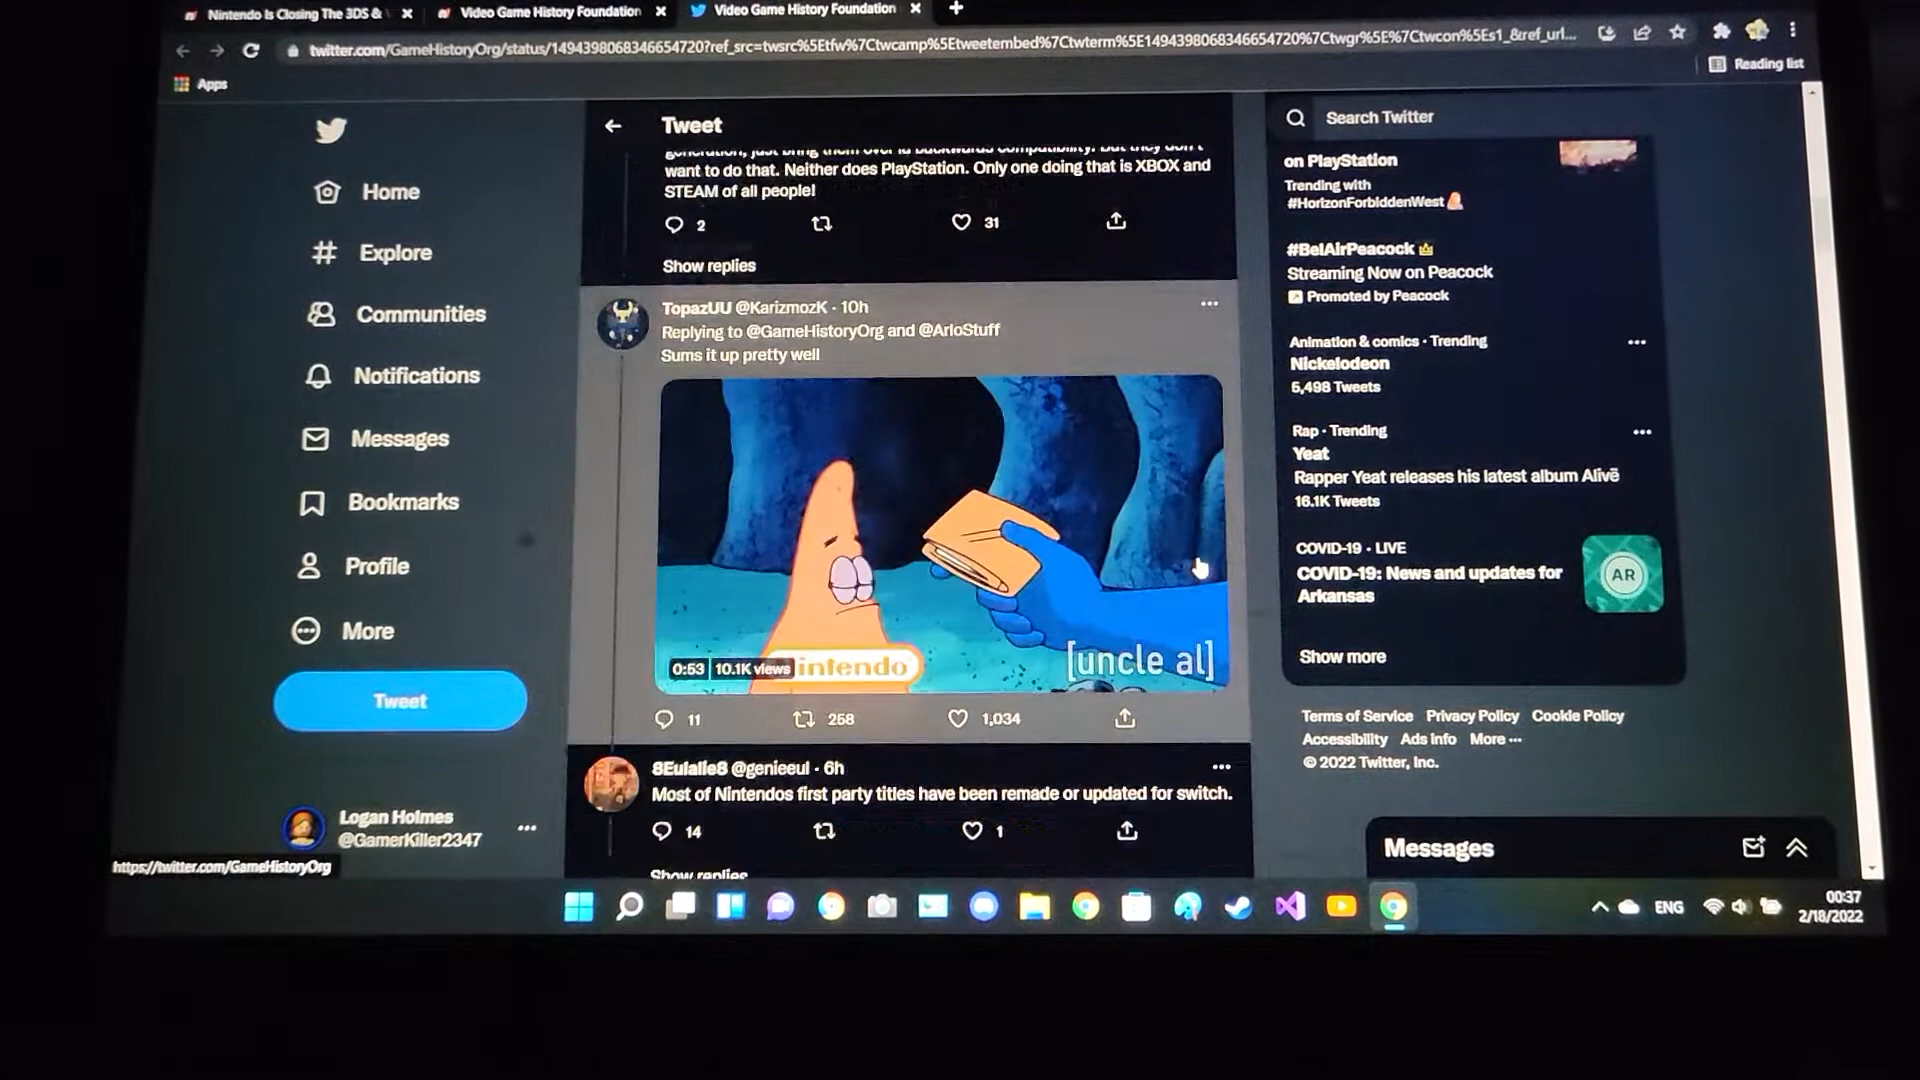 Nintendo Is Closing The 3DS &
Video Game History Foundation
Video Game History Foundation
twitter.com/GameHistoryOrg/status/1494398068346654720?ref_src=twsrc%5Etfw%7Ctwcamp%5Etweetembed%7Ctwterm%5E1494398068346654720%7Ctwgr%5E%7Ctwcon%5Es1_&ref_url...
Apps
Reading list
Home
Explore
Communities
Notifications
Messages
Bookmarks
Profile
More
Tweet
Logan Holmes
@GamerKiller2347
https://twitter.com/GameHistoryOrg
Tweet
generation, just bring them over to backwards compatibility. But they don't
want to do that. Neither does PlayStation. Only one doing that is XBOX and
STEAM of all people!
2
31
Show replies
TopazUU @KarizmozK · 10h
Replying to @GameHistoryOrg and @ArloStuff
Sums it up pretty well
0:53 10.1K views
intendo
[uncle al]
11
258
1,034
8Eulalie8 @genieeul · 6h
Most of Nintendos first party titles have been remade or updated for switch.
14
1
Show replies
Search Twitter
on PlayStation
Trending with
#HorizonForbiddenWest
#BelAirPeacock
Streaming Now on Peacock
Promoted by Peacock
Animation & comics · Trending
Nickelodeon
5,498 Tweets
Rap · Trending
Yeat
Rapper Yeat releases his latest album Alivë
16.1K Tweets
COVID-19 · LIVE
COVID-19: News and updates for
Arkansas
AR
Show more
Terms of Service Privacy Policy Cookie Policy
Accessibility Ads info More ···
© 2022 Twitter, Inc.
Messages
ENG
00:37
2/18/2022